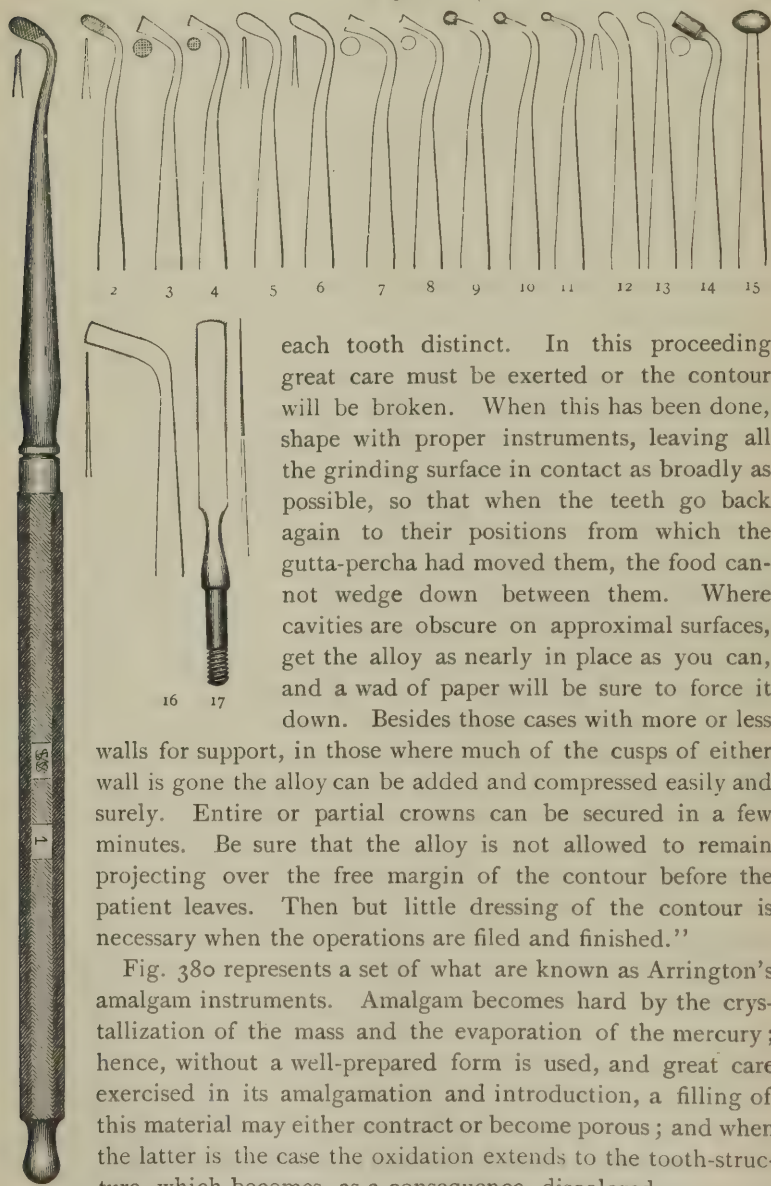 2 3 4 5 6 7 8 9 10 11 12 13 14 15
16 17
1
each tooth distinct. In this proceeding
great care must be exerted or the contour
will be broken. When this has been done,
shape with proper instruments, leaving all
the grinding surface in contact as broadly as
possible, so that when the teeth go back
again to their positions from which the
gutta-percha had moved them, the food can-
not wedge down between them. Where
cavities are obscure on approximal surfaces,
get the alloy as nearly in place as you can,
and a wad of paper will be sure to force it
down. Besides those cases with more or less
walls for support, in those where much of the cusps of either
wall is gone the alloy can be added and compressed easily and
surely. Entire or partial crowns can be secured in a few
minutes. Be sure that the alloy is not allowed to remain
projecting over the free margin of the contour before the
patient leaves. Then but little dressing of the contour is
necessary when the operations are filed and finished."
Fig. 380 represents a set of what are known as Arrington's
amalgam instruments. Amalgam becomes hard by the crys-
tallization of the mass and the evaporation of the mercury;
hence, without a well-prepared form is used, and great care
exercised in its amalgamation and introduction, a filling of
this material may either contract or become porous; and when
the latter is the case the oxidation extends to the tooth-struc-